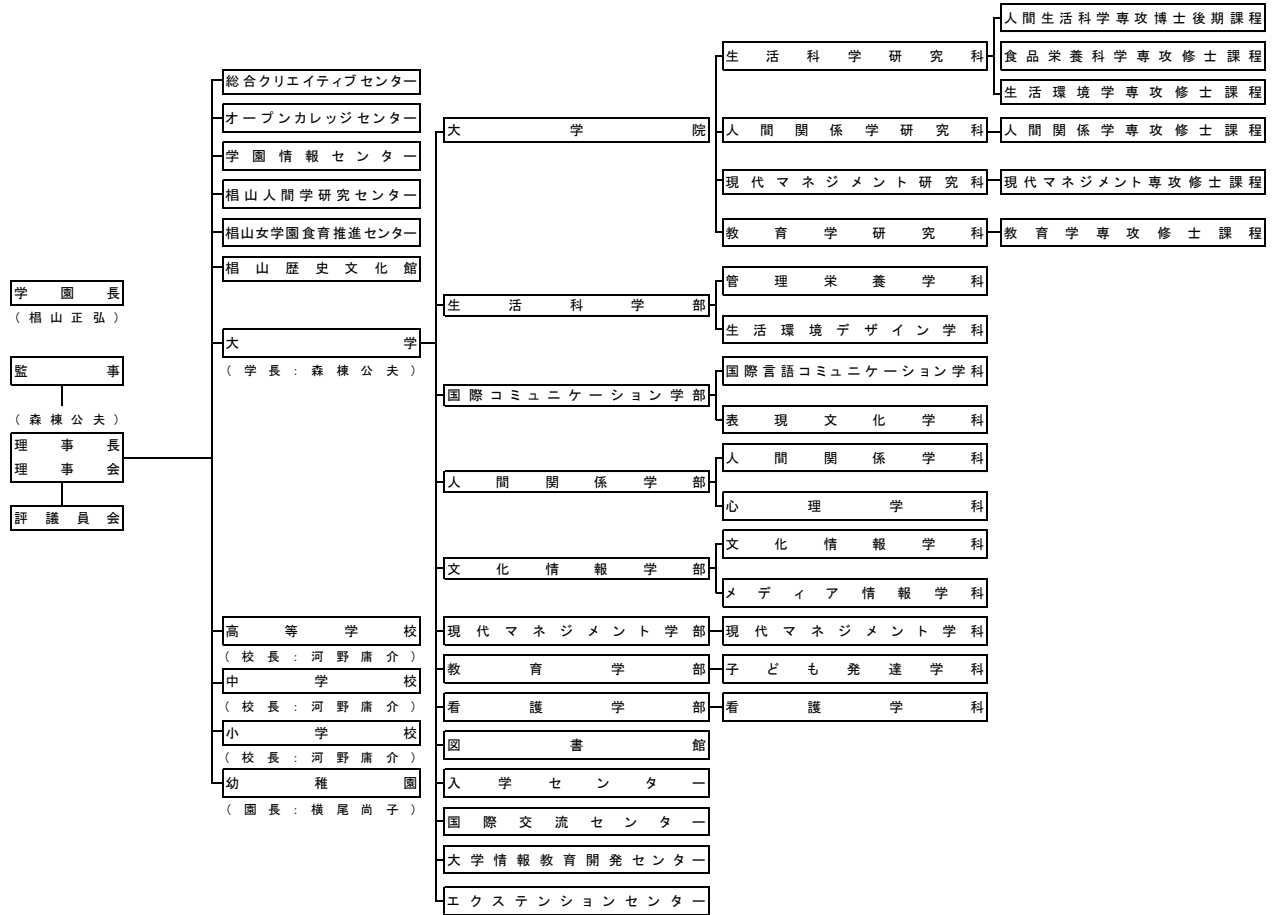 学園長
(椙山正弘)
監事
(森棟公夫)
理事長
理事会
評議員会
総合クリエイティブセンター
オープンカレッジセンター
学園情報センター
椙山人間学研究センター
椙山女学園食育推進センター
椙山歴史文化館
大学
(学長:森棟公夫)
高等学校
(校長:河野庸介)
中学校
(校長:河野庸介)
小学校
(校長:河野庸介)
幼稚園
(園長:横尾尚子)
大学院
生活科学部
国際コミュニケーション学部
人間関係学部
文化情報学部
現代マネジメント学部
教育学部
看護学部
図書館
入学センター
国際交流センター
大学情報教育開発センター
エクステンションセンター
生活科学研究科
人間関係学研究科
現代マネジメント研究科
教育学研究科
管理栄養学科
生活環境デザイン学科
国際言語コミュニケーション学科
表現文化学科
人間関係学科
心理学科
文化情報学科
メディア情報学科
現代マネジメント学科
子ども発達学科
看護学科
人間生活科学専攻博士後期課程
食品栄養科学専攻修士課程
生活環境学専攻修士課程
人間関係学専攻修士課程
現代マネジメント専攻修士課程
教育学専攻修士課程